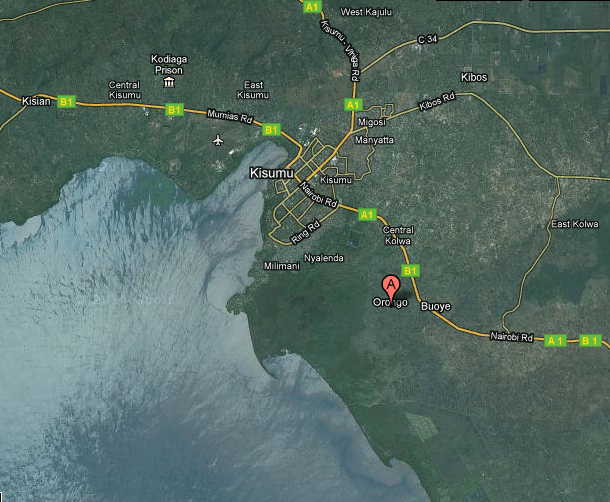 A1
West Kajulu
Kisumu - Vihiga Rd
C 34
Kodiaga
Prison
Kibos
Central
Kisumu
East
Kisumu
Kisian
B1
B1
Mumias Rd
B1
A1
Kibos Rd
Migosi
Manyatta
Kisumu
Kisumu
Nairobi Rd
A1
Ring Rd
Central
Kolwa
East Kolwa
Nyalenda
Milimani
B1
A
Orongo
Buoye
Nairobi Rd
A 1
B 1